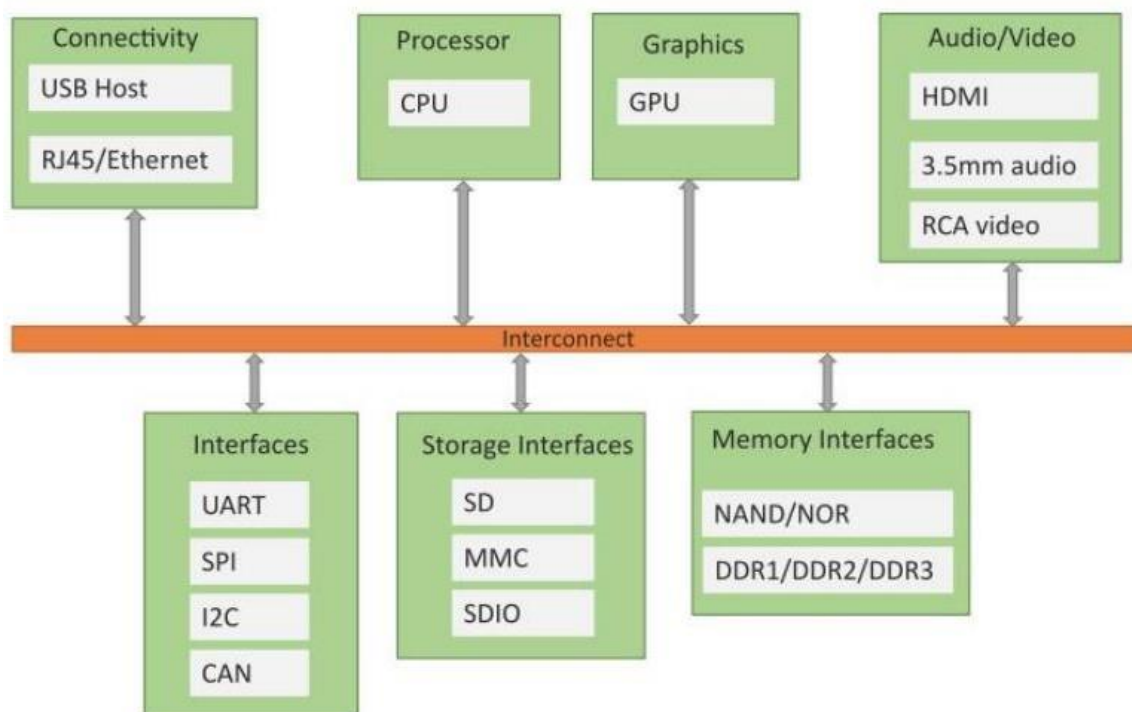 Connectivity
USB Host
RJ45/Ethernet
Processor
CPU
Graphics
GPU
Audio/Video
HDMI
3.5mm audio
RCA video
Interconnect
Interfaces
UART
SPI
I2C
CAN
Storage Interfaces
SD
MMC
SDIO
Memory Interfaces
NAND/NOR
DDR1/DDR2/DDR3